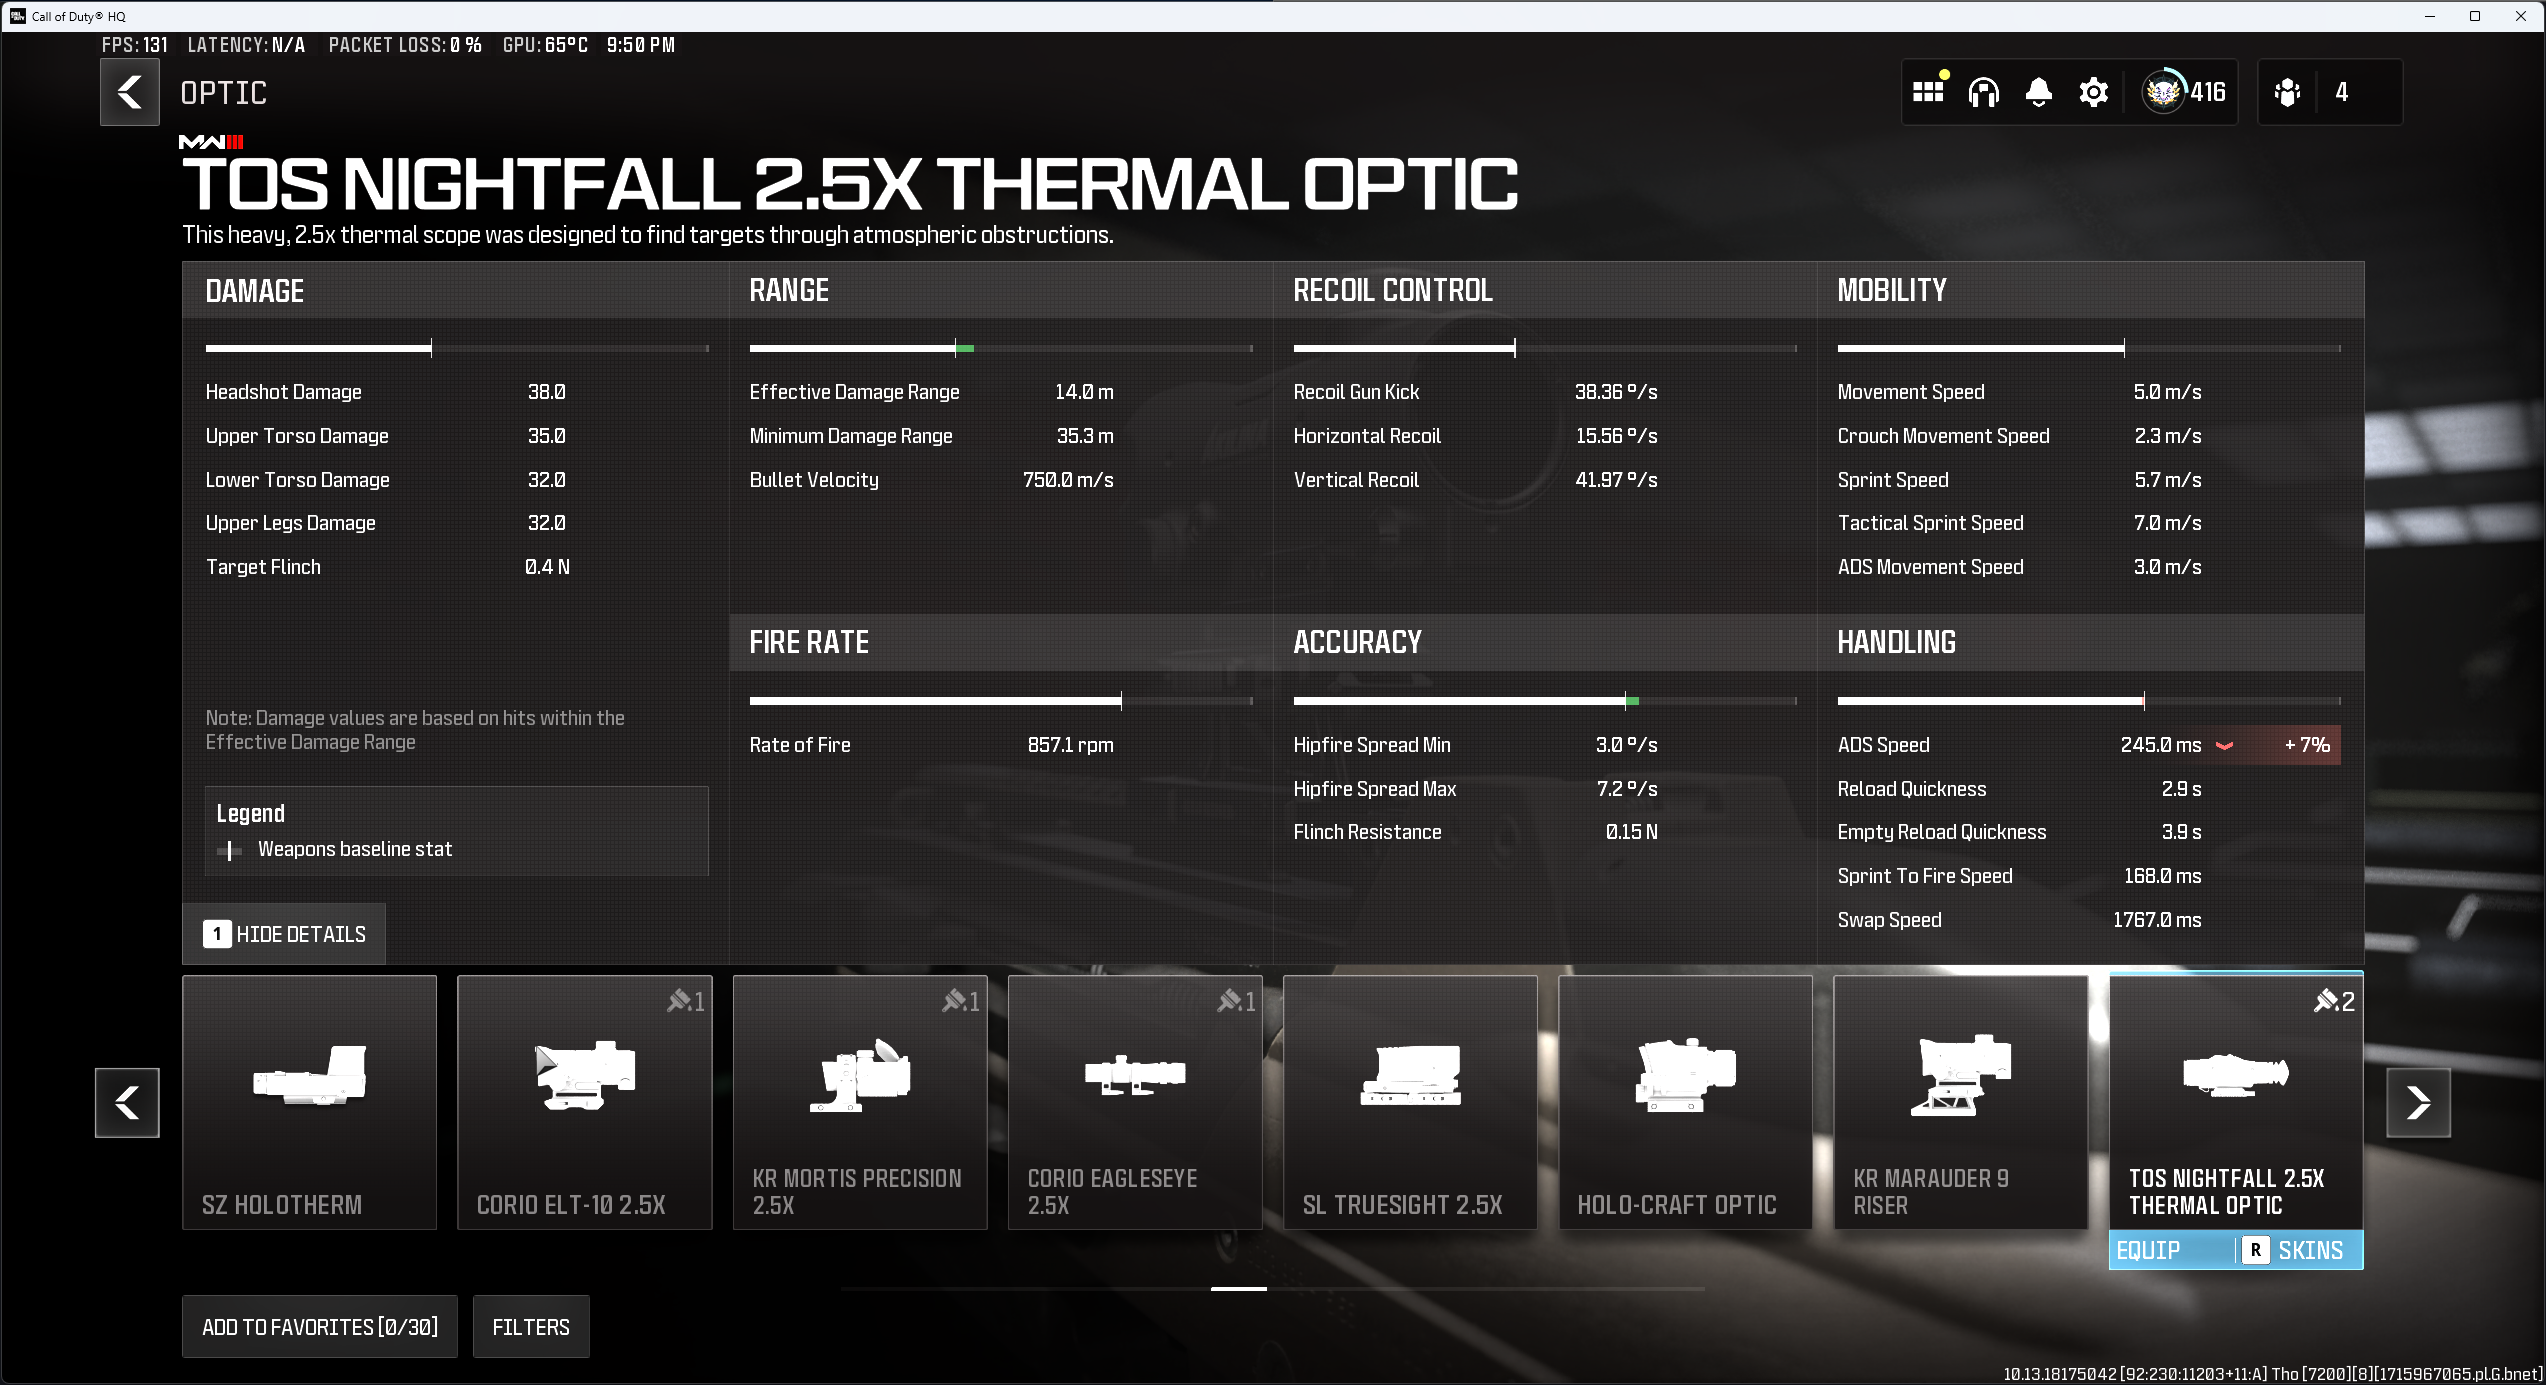 Call of Duty® HQ
FPS: 131 LATENCY: N/A PACKET LOSS: 0 % GPU: 65ºC 9:50 PM
OPTIC
416
4
MWIII
TOS NIGHTFALL 2.5X THERMAL OPTIC
This heavy, 2.5x thermal scope was designed to find targets through atmospheric obstructions.
DAMAGE
Headshot Damage 38.0
Upper Torso Damage 35.0
Lower Torso Damage 32.0
Upper Legs Damage 32.0
Target Flinch 0.4 N
Note: Damage values are based on hits within the
Effective Damage Range
Legend
Weapons baseline stat
1 HIDE DETAILS
RANGE
Effective Damage Range 14.0 m
Minimum Damage Range 35.3 m
Bullet Velocity 750.0 m/s
FIRE RATE
Rate of Fire 857.1 rpm
RECOIL CONTROL
Recoil Gun Kick 38.36 º/s
Horizontal Recoil 15.56 º/s
Vertical Recoil 41.97 º/s
ACCURACY
Hipfire Spread Min 3.0 º/s
Hipfire Spread Max 7.2 º/s
Flinch Resistance 0.15 N
MOBILITY
Movement Speed 5.0 m/s
Crouch Movement Speed 2.3 m/s
Sprint Speed 5.7 m/s
Tactical Sprint Speed 7.0 m/s
ADS Movement Speed 3.0 m/s
HANDLING
ADS Speed 245.0 ms + 7%
Reload Quickness 2.9 s
Empty Reload Quickness 3.9 s
Sprint To Fire Speed 168.0 ms
Swap Speed 1767.0 ms
SZ HOLOTHERM
1
CORIO ELT-10 2.5X
1
KR MORTIS PRECISION
2.5X
1
CORIO EAGLESEYE
2.5X
SL TRUESIGHT 2.5X
HOLO-CRAFT OPTIC
KR MARAUDER 9
RISER
2
TOS NIGHTFALL 2.5X
THERMAL OPTIC
EQUIP R SKINS
ADD TO FAVORITES [0/30]
FILTERS
10.13.18175042 [92:230:11203+11:A] Tho [7200][8][1715967065.pl.G.bnet]